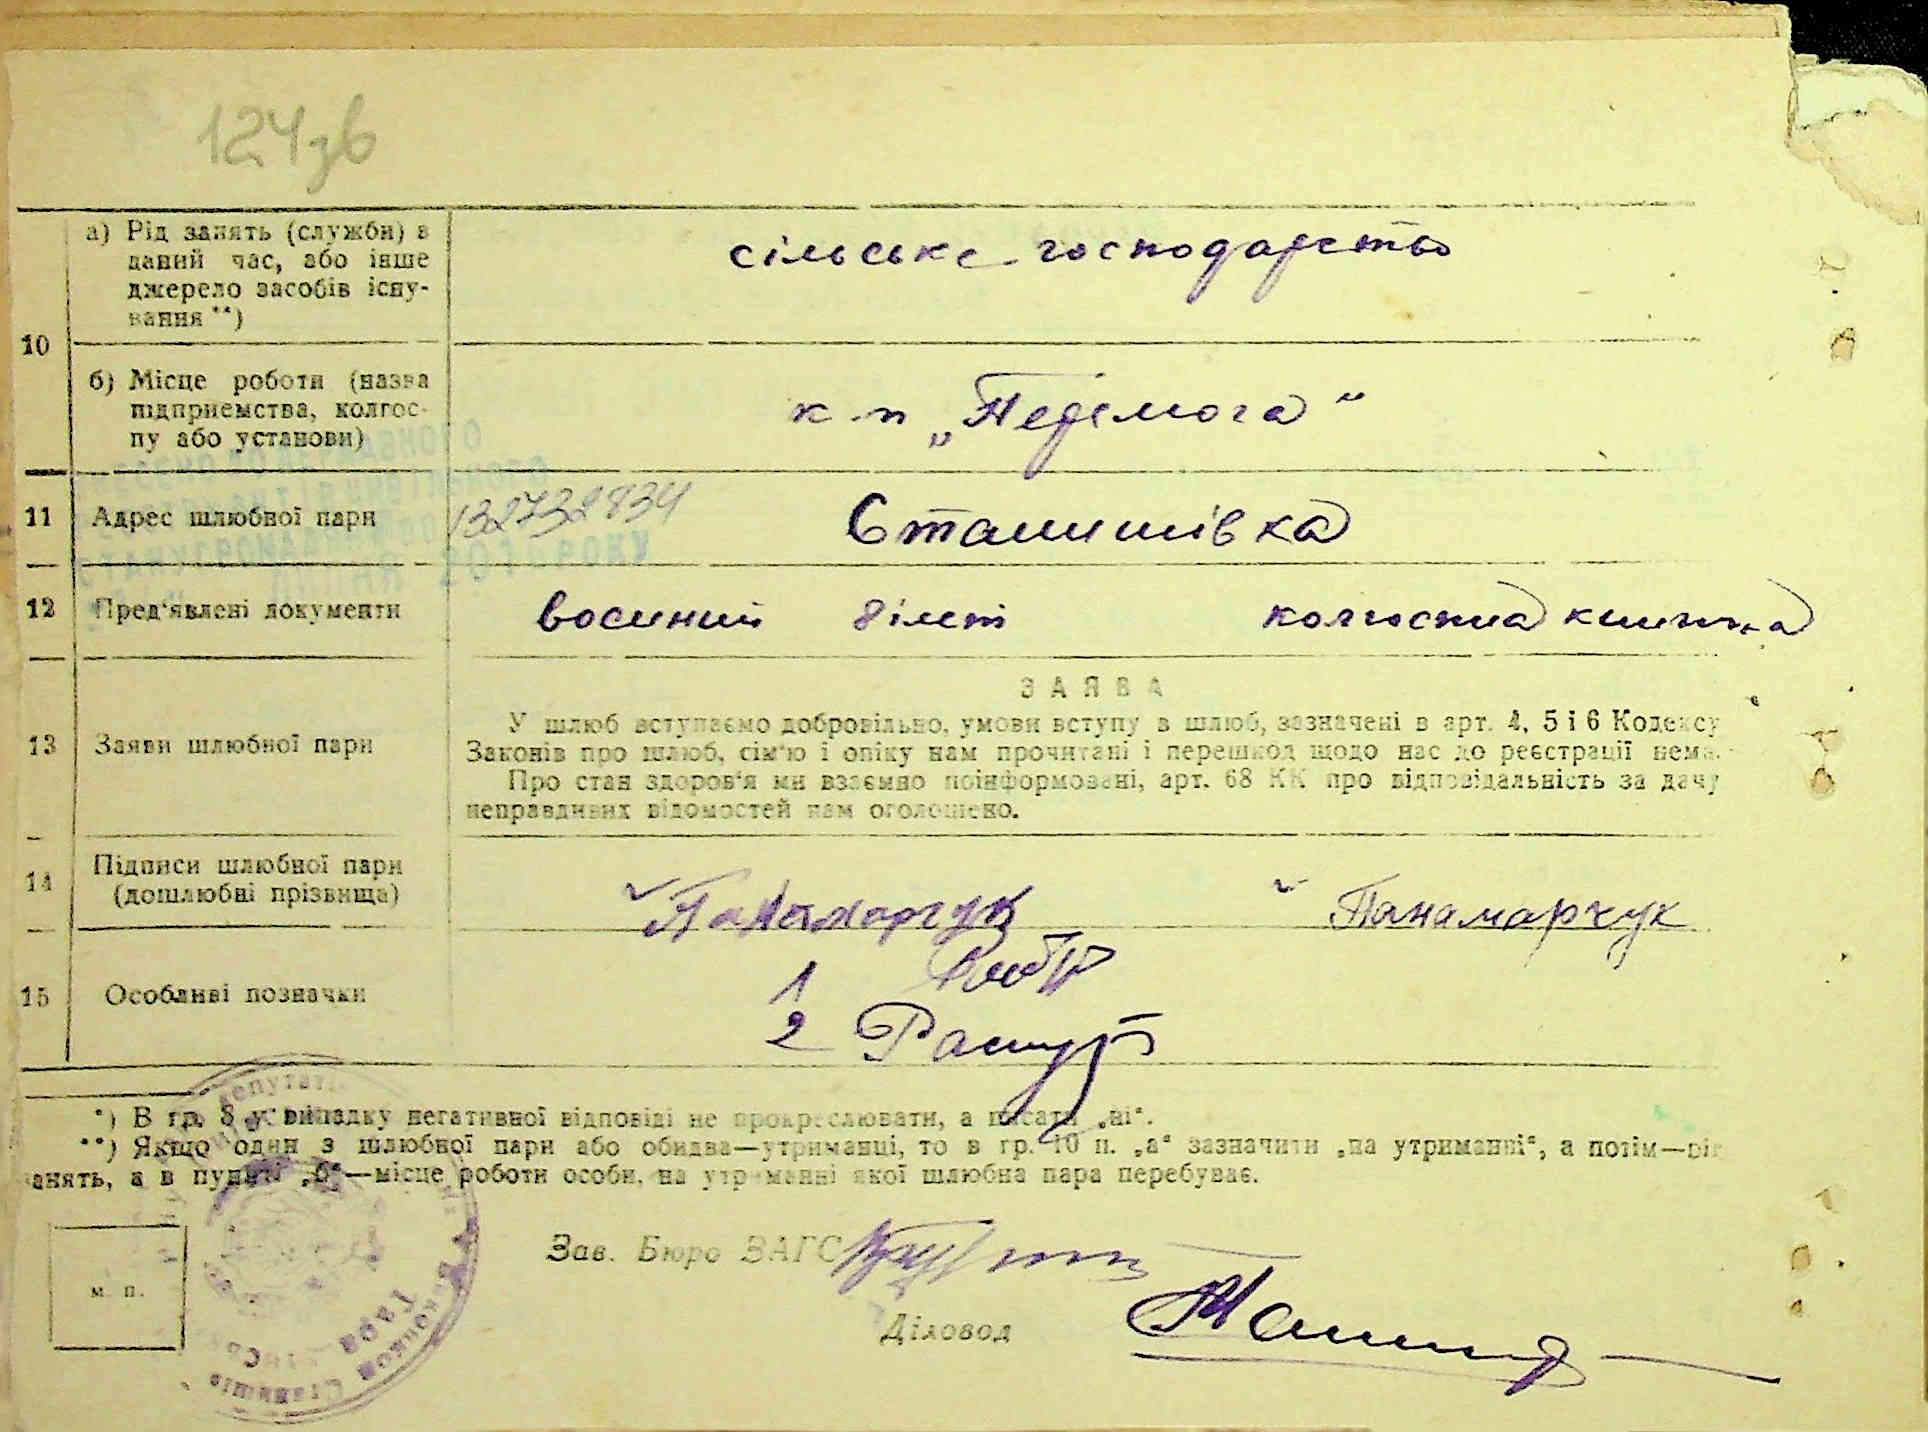 124зв
10
а) Рід занять (служби) в
даний час, або інше
джерело засобів існу-
вання **)
сільське господарство
б) Місце роботи (назва
підприємства, колгос-
пу або установи)
к-п „Перемога"
11
Адрес шлюбної пари
132732834
Станишівка
12
Пред'явлені документи
военний білет
колгоспна книжка
13
Заяви шлюбної пари
ЗАЯВА
У шлюб вступаємо добровільно, умови вступу в шлюб, зазначені в арт. 4, 5 і 6 Кодексу
Законів про шлюб, сім'ю і опіку нам прочитані і перешкод щодо нас до реєстрації нема.
Про стан здоров'я ми взаємно поінформовані, арт. 68 КК про відповідальність за дачу
неправдивих відомостей нам оголошено.
14
Підписи шлюбної пари
(дошлюбні прізвища)
Панамарчук
Панамарчук
15
Особливі позначки
1
2
*) В гр. 8 у випадку негативної відповіді не прокреслювати, а писати „ні".
**) Якщо один з шлюбної пари або обидва—утриманці, то в гр. 10 п. „а" зазначити „на утриманні", а потім—рід
занять, а в пункті „б"—місце роботи особи, на утриманні якої шлюбна пара перебуває.
м. п.
Зав. Бюро ЗАГС
Діловод